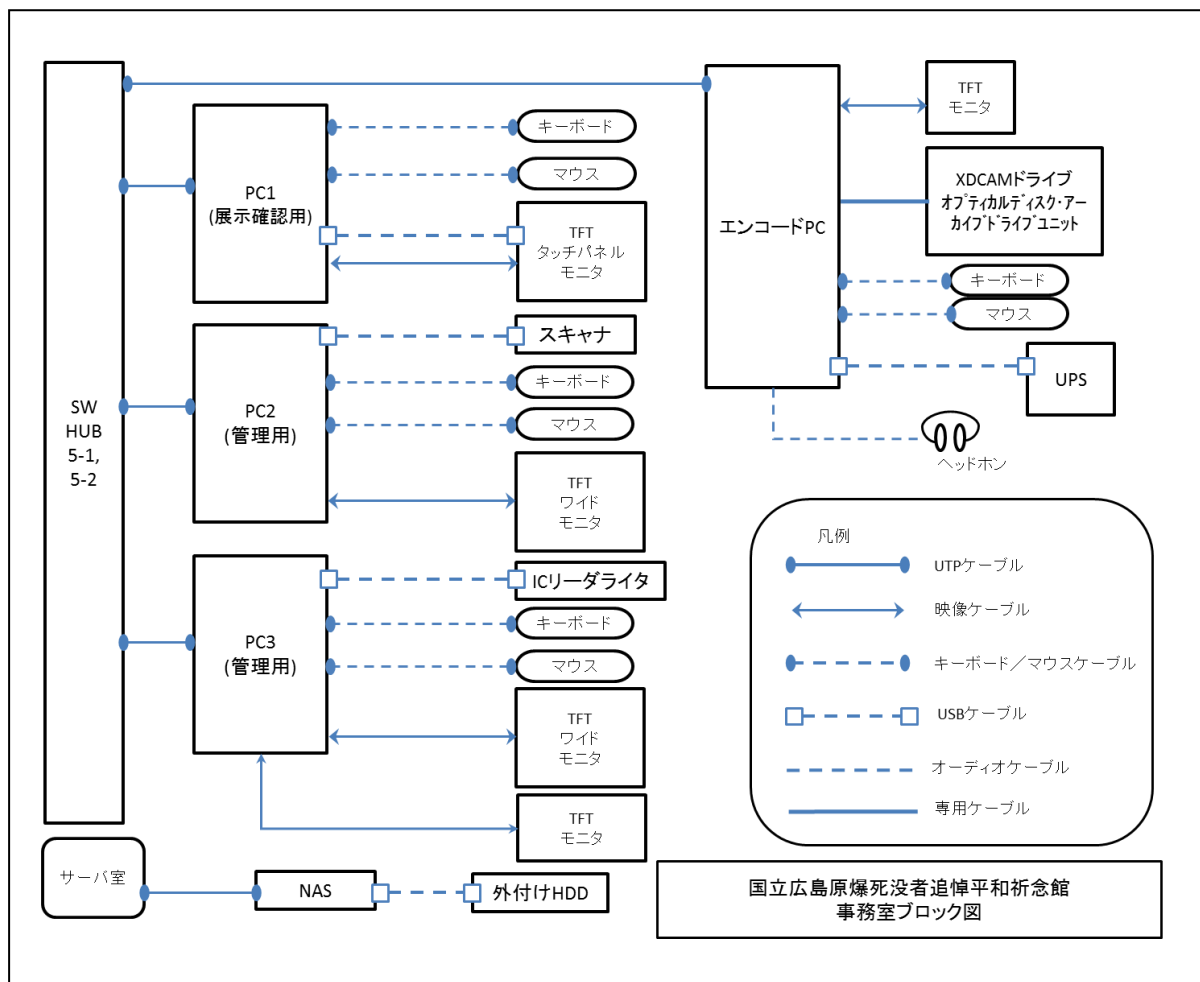 SW
HUB
5-1,
5-2
PC1
(展示確認用)
キーボード
マウス
TFT
タッチパネル
モニタ
PC2
(管理用)
スキャナ
キーボード
マウス
TFT
ワイド
モニタ
PC3
(管理用)
ICリーダライタ
キーボード
マウス
TFT
ワイド
モニタ
TFT
モニタ
サーバ室
NAS
外付けHDD
エンコードPC
TFT
モニタ
XDCAMドライブ
オプティカルディスク・アー
カイブドライブユニット
キーボード
マウス
UPS
ヘッドホン
凡例
UTPケーブル
映像ケーブル
キーボード／マウスケーブル
USBケーブル
オーディオケーブル
専用ケーブル
国立広島原爆死没者追悼平和祈念館
事務室ブロック図